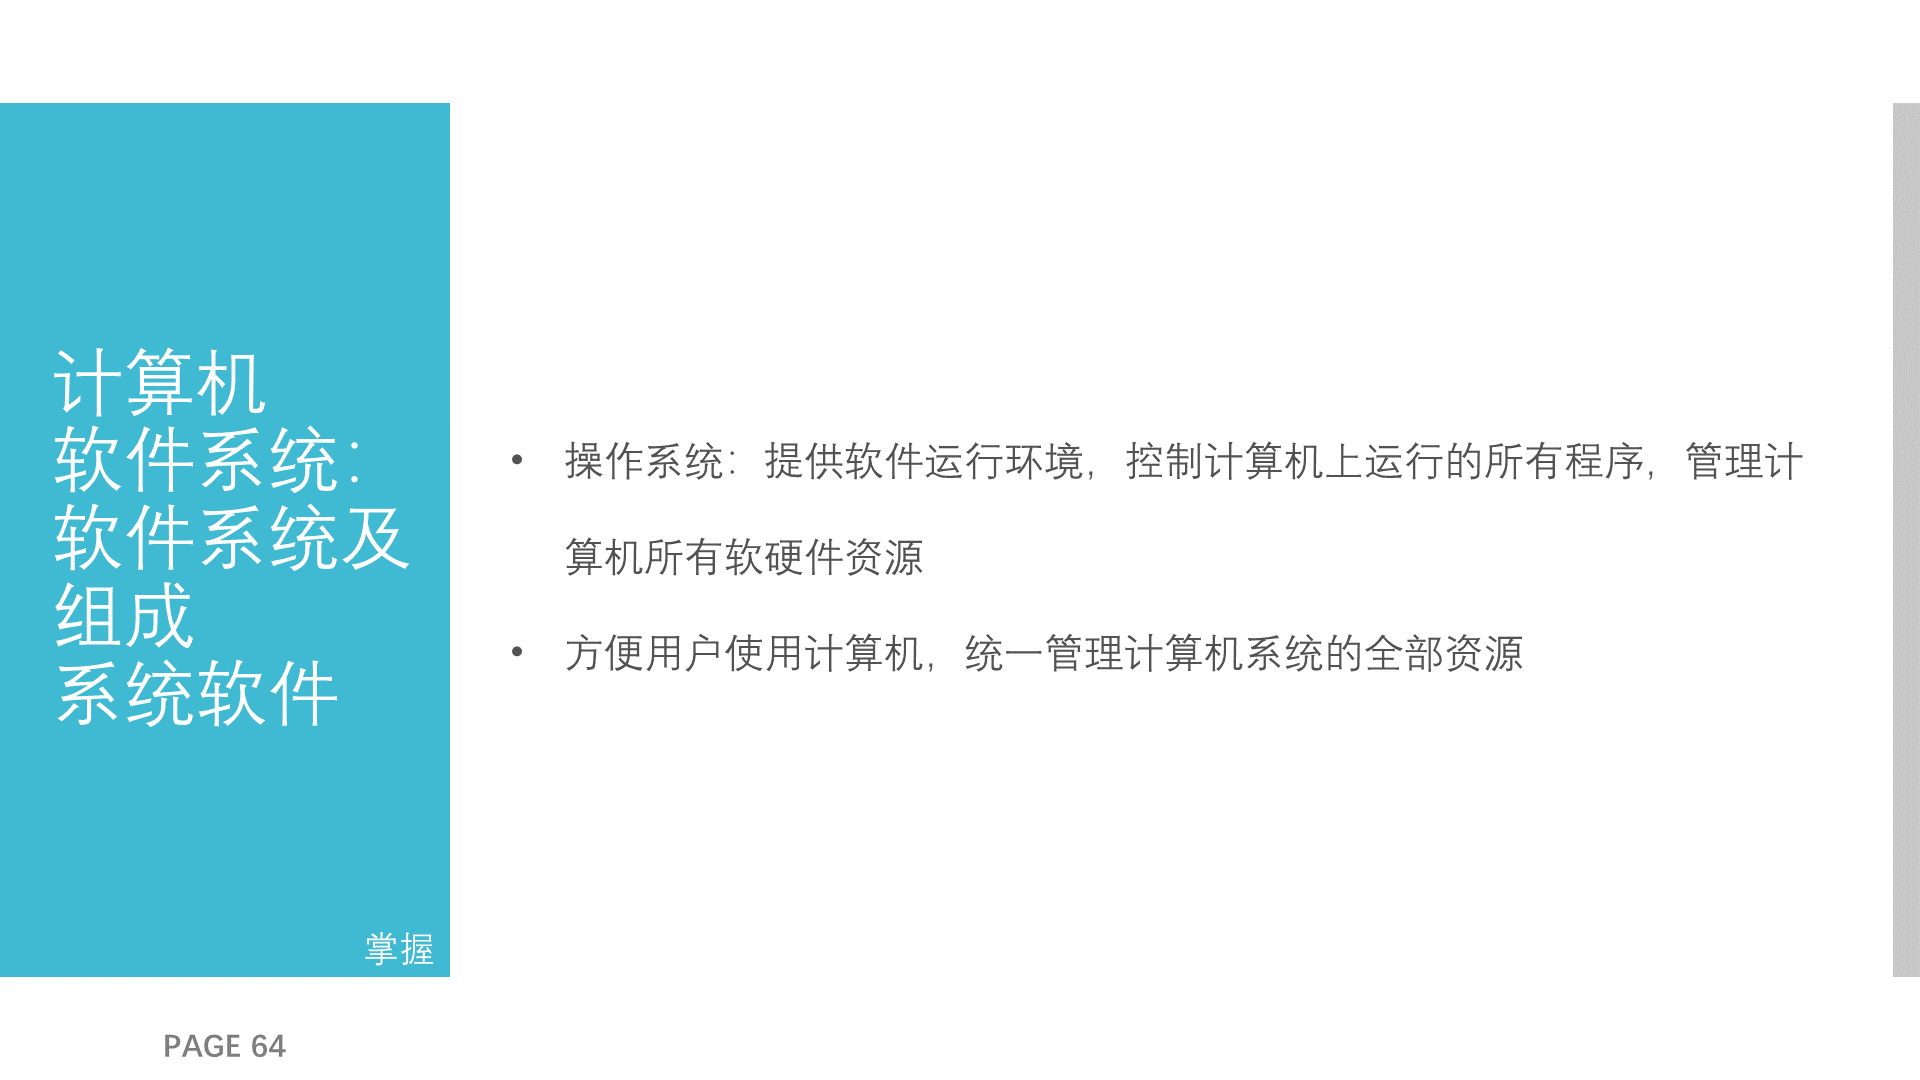 计算机
软件系统：
软件系统及
组成
系统软件
掌握
• 操作系统：提供软件运行环境，控制计算机上运行的所有程序，管理计
算机所有软硬件资源
• 方便用户使用计算机，统一管理计算机系统的全部资源
PAGE 64